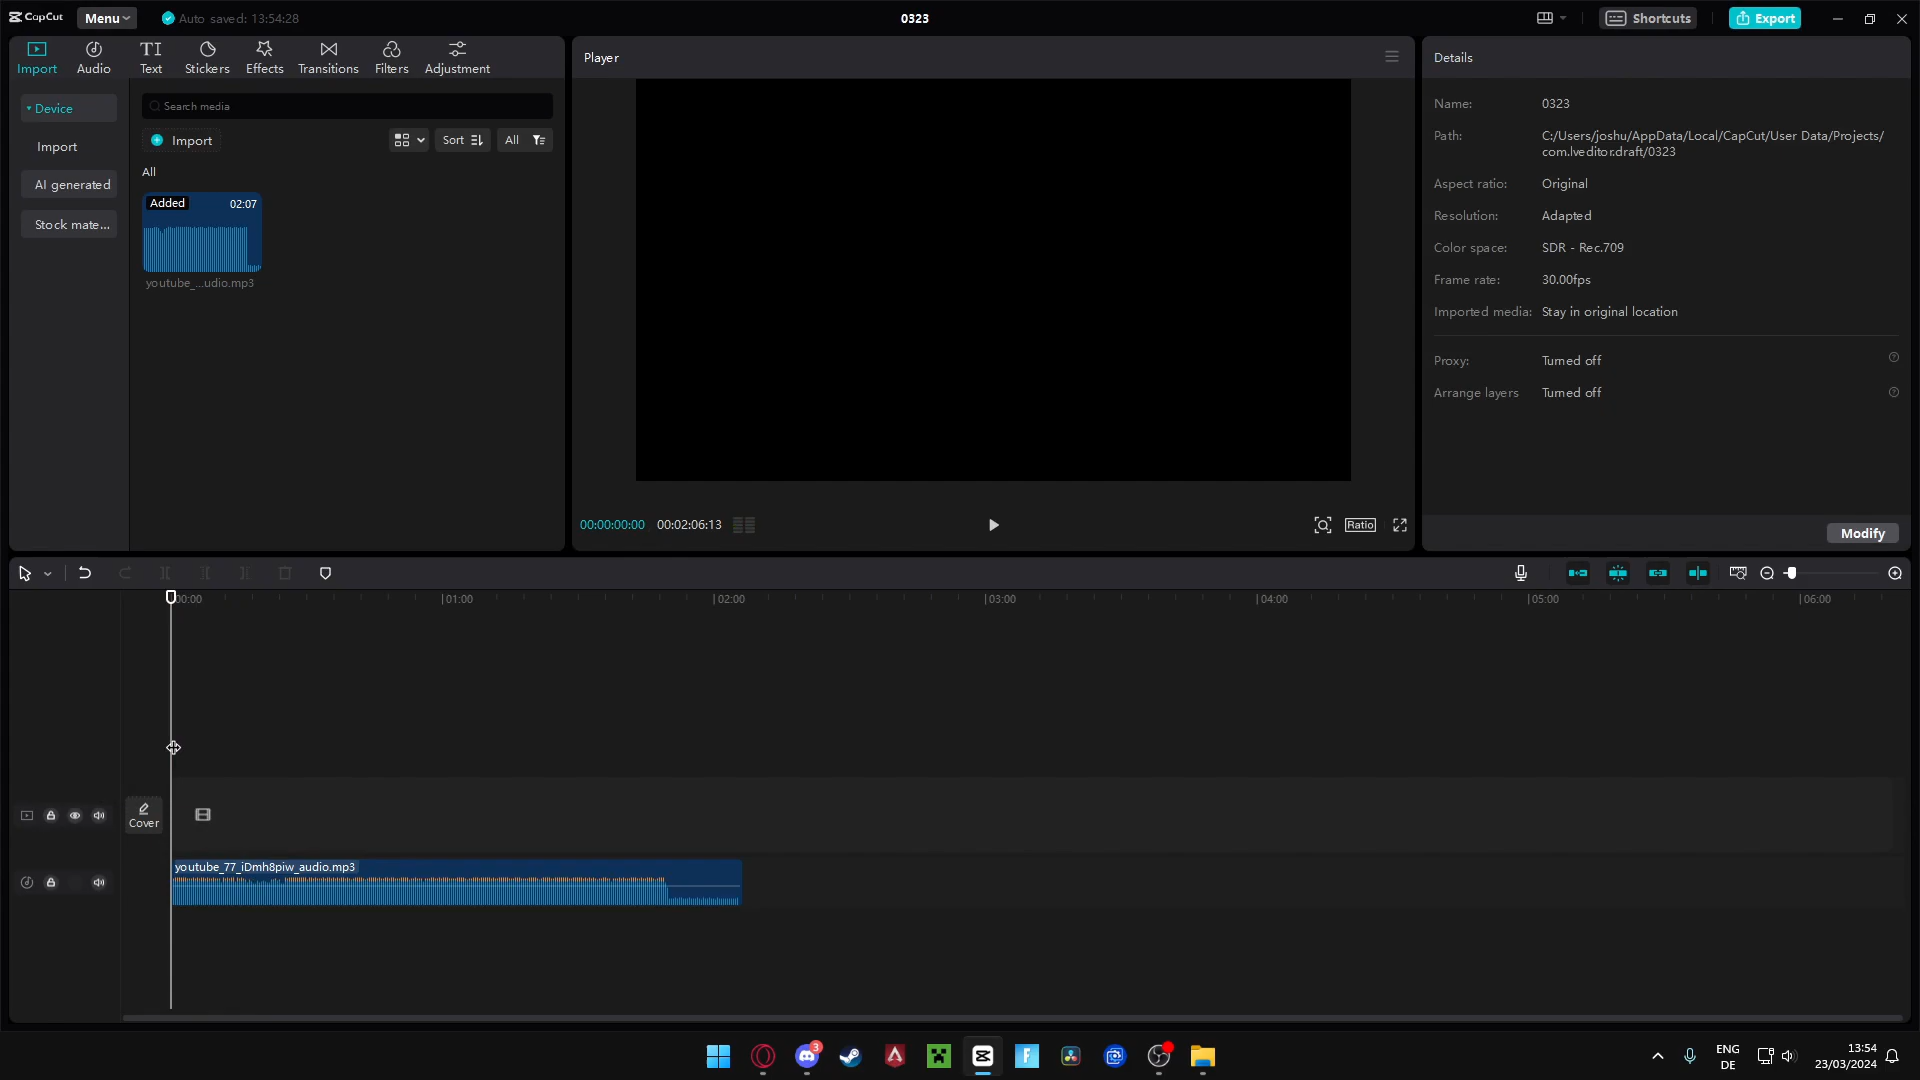 CapCut
Menu
Auto saved: 13:54:28
0323
Shortcuts
Export
Import
Audio
TI
Text
Stickers
Effects
Transitions
Filters
Adjustment
Player
Details
Device
Import
AI generated
Stock mate...
Search media
Import
Sort
All
All
Added
02:07
youtube_...udio.mp3
Name:
0323
Path:
C:/Users/joshu/AppData/Local/CapCut/User Data/Projects/
com.lveditor.draft/0323
Aspect ratio:
Original
Resolution:
Adapted
Color space:
SDR - Rec.709
Frame rate:
30.00fps
Imported media:
Stay in original location
Proxy:
Turned off
Arrange layers
Turned off
00:00:00:00
00:02:06:13
Ratio
Modify
00:00
01:00
02:00
03:00
04:00
05:00
06:00
Cover
youtube_77_iDmh8piw_audio.mp3
3
F
ENG
DE
13:54
23/03/2024